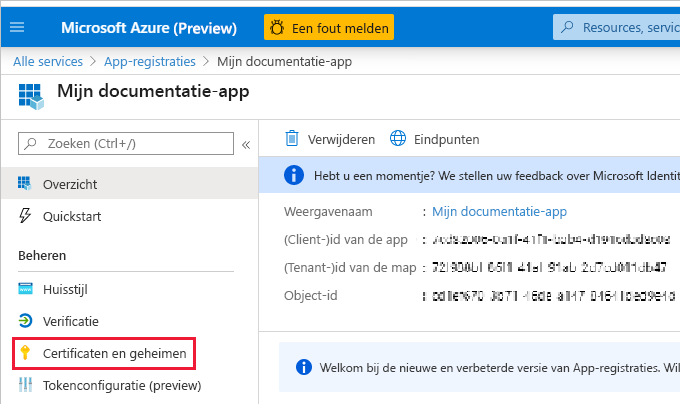 Microsoft Azure (Preview)
Een fout melden
Resources, servic
Alle services > App-registraties > Mijn documentatie-app
Mijn documentatie-app
Zoeken (Ctrl+/)
«
Verwijderen
Eindpunten
Overzicht
Hebt u een momentje? We stellen uw feedback over Microsoft Identit
Quickstart
Weergavenaam : Mijn documentatie-app
(Client-)id van de app :
Beheren
(Tenant-)id van de map :
Huisstijl
Object-id :
Verificatie
Certificaten en geheimen
Welkom bij de nieuwe en verbeterde versie van App-registraties. Wil
Tokenconfiguratie (preview)